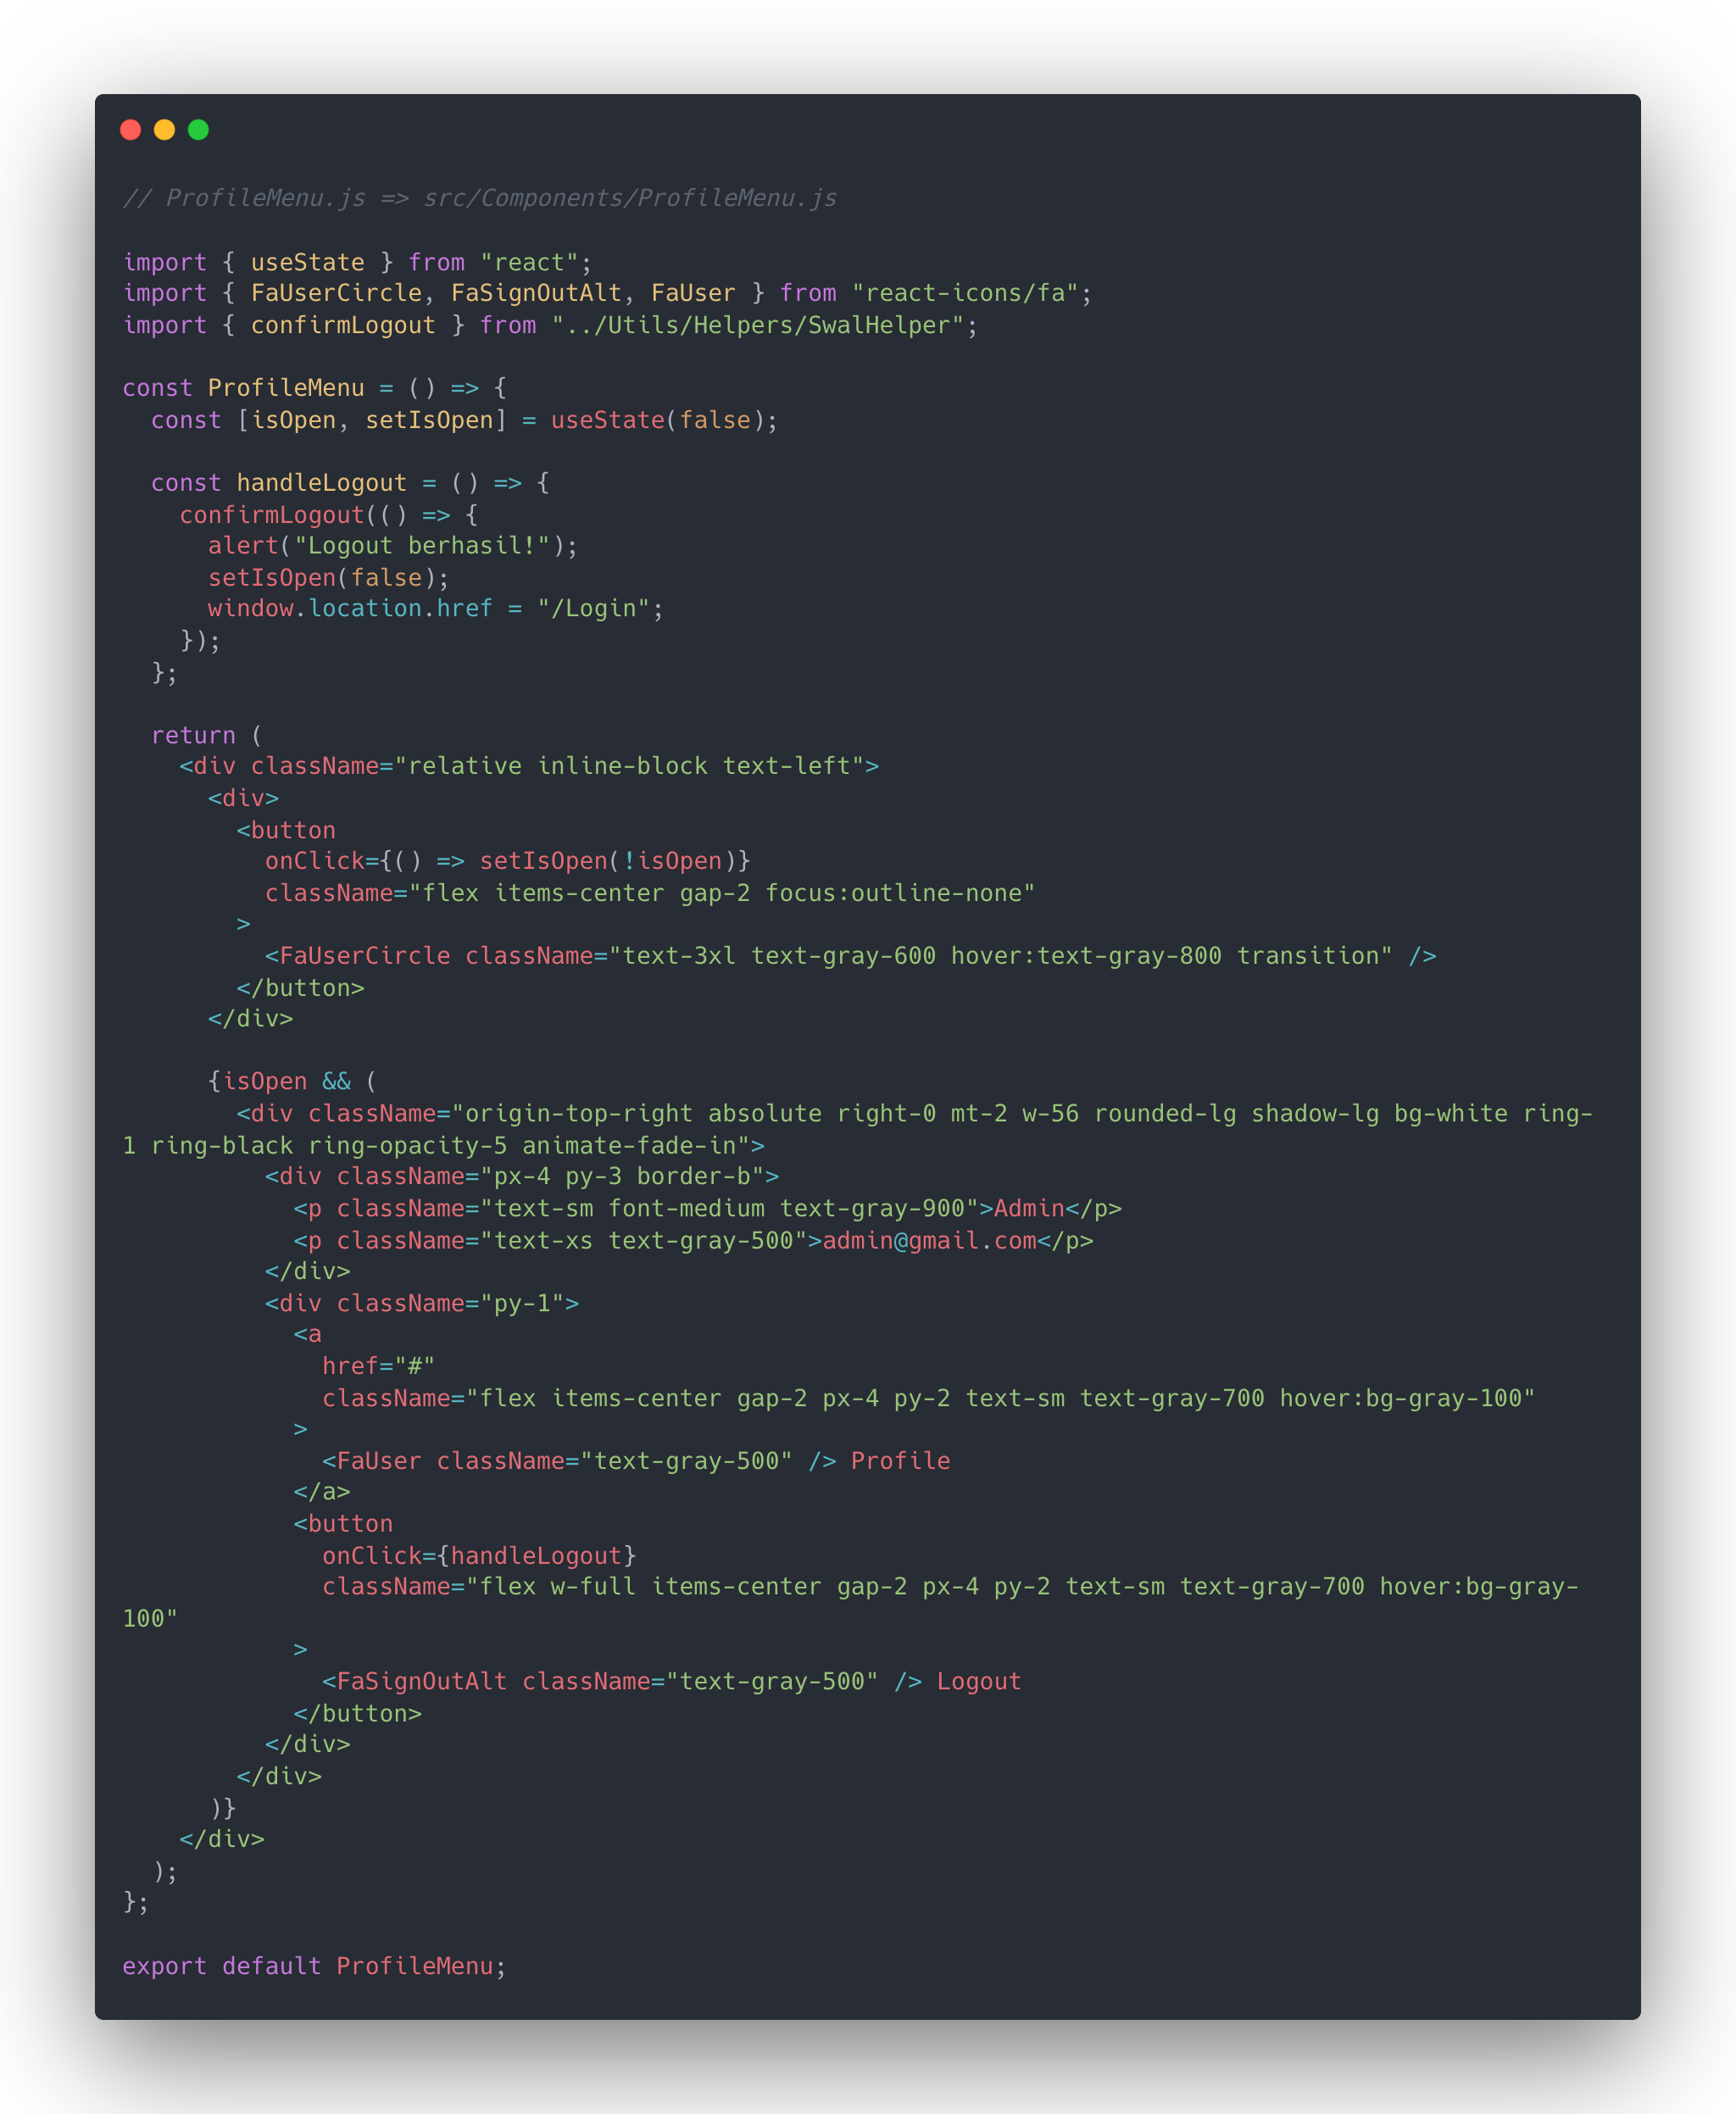 // ProfileMenu.js => src/Components/ProfileMenu.js

import { useState } from "react";
import { FaUserCircle, FaSignOutAlt, FaUser } from "react-icons/fa";
import { confirmLogout } from "../Utils/Helpers/SwalHelper";

const ProfileMenu = () => {
  const [isOpen, setIsOpen] = useState(false);

  const handleLogout = () => {
    confirmLogout(() => {
      alert("Logout berhasil!");
      setIsOpen(false);
      window.location.href = "/Login";
    });
  };

  return (
    <div className="relative inline-block text-left">
      <div>
        <button
          onClick={() => setIsOpen(!isOpen)}
          className="flex items-center gap-2 focus:outline-none"
        >
          <FaUserCircle className="text-3xl text-gray-600 hover:text-gray-800 transition" />
        </button>
      </div>

      {isOpen && (
        <div className="origin-top-right absolute right-0 mt-2 w-56 rounded-lg shadow-lg bg-white ring-
1 ring-black ring-opacity-5 animate-fade-in">
          <div className="px-4 py-3 border-b">
            <p className="text-sm font-medium text-gray-900">Admin</p>
            <p className="text-xs text-gray-500">admin@gmail.com</p>
          </div>
          <div className="py-1">
            <a
              href="#"
              className="flex items-center gap-2 px-4 py-2 text-sm text-gray-700 hover:bg-gray-100"
            >
              <FaUser className="text-gray-500" /> Profile
            </a>
            <button
              onClick={handleLogout}
              className="flex w-full items-center gap-2 px-4 py-2 text-sm text-gray-700 hover:bg-gray-
100"
            >
              <FaSignOutAlt className="text-gray-500" /> Logout
            </button>
          </div>
        </div>
      )}
    </div>
  );
};

export default ProfileMenu;